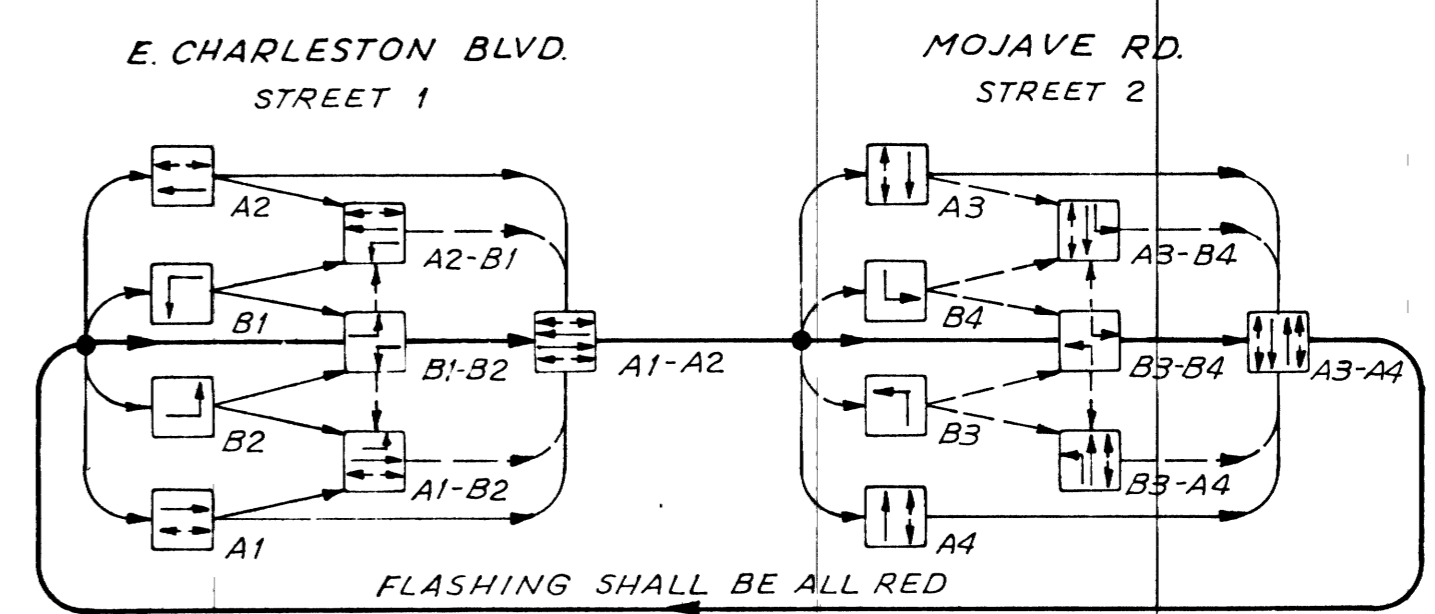 E. CHARLESTON BLVD.
STREET 1
MOJAVE RD.
STREET 2
A2
A2-B1
B1
B1-B2
A1-A2
B2
A1-B2
A1
A3
A3-B4
B4
B3-B4
A3-A4
B3
B3-A4
A4
FLASHING SHALL BE ALL RED